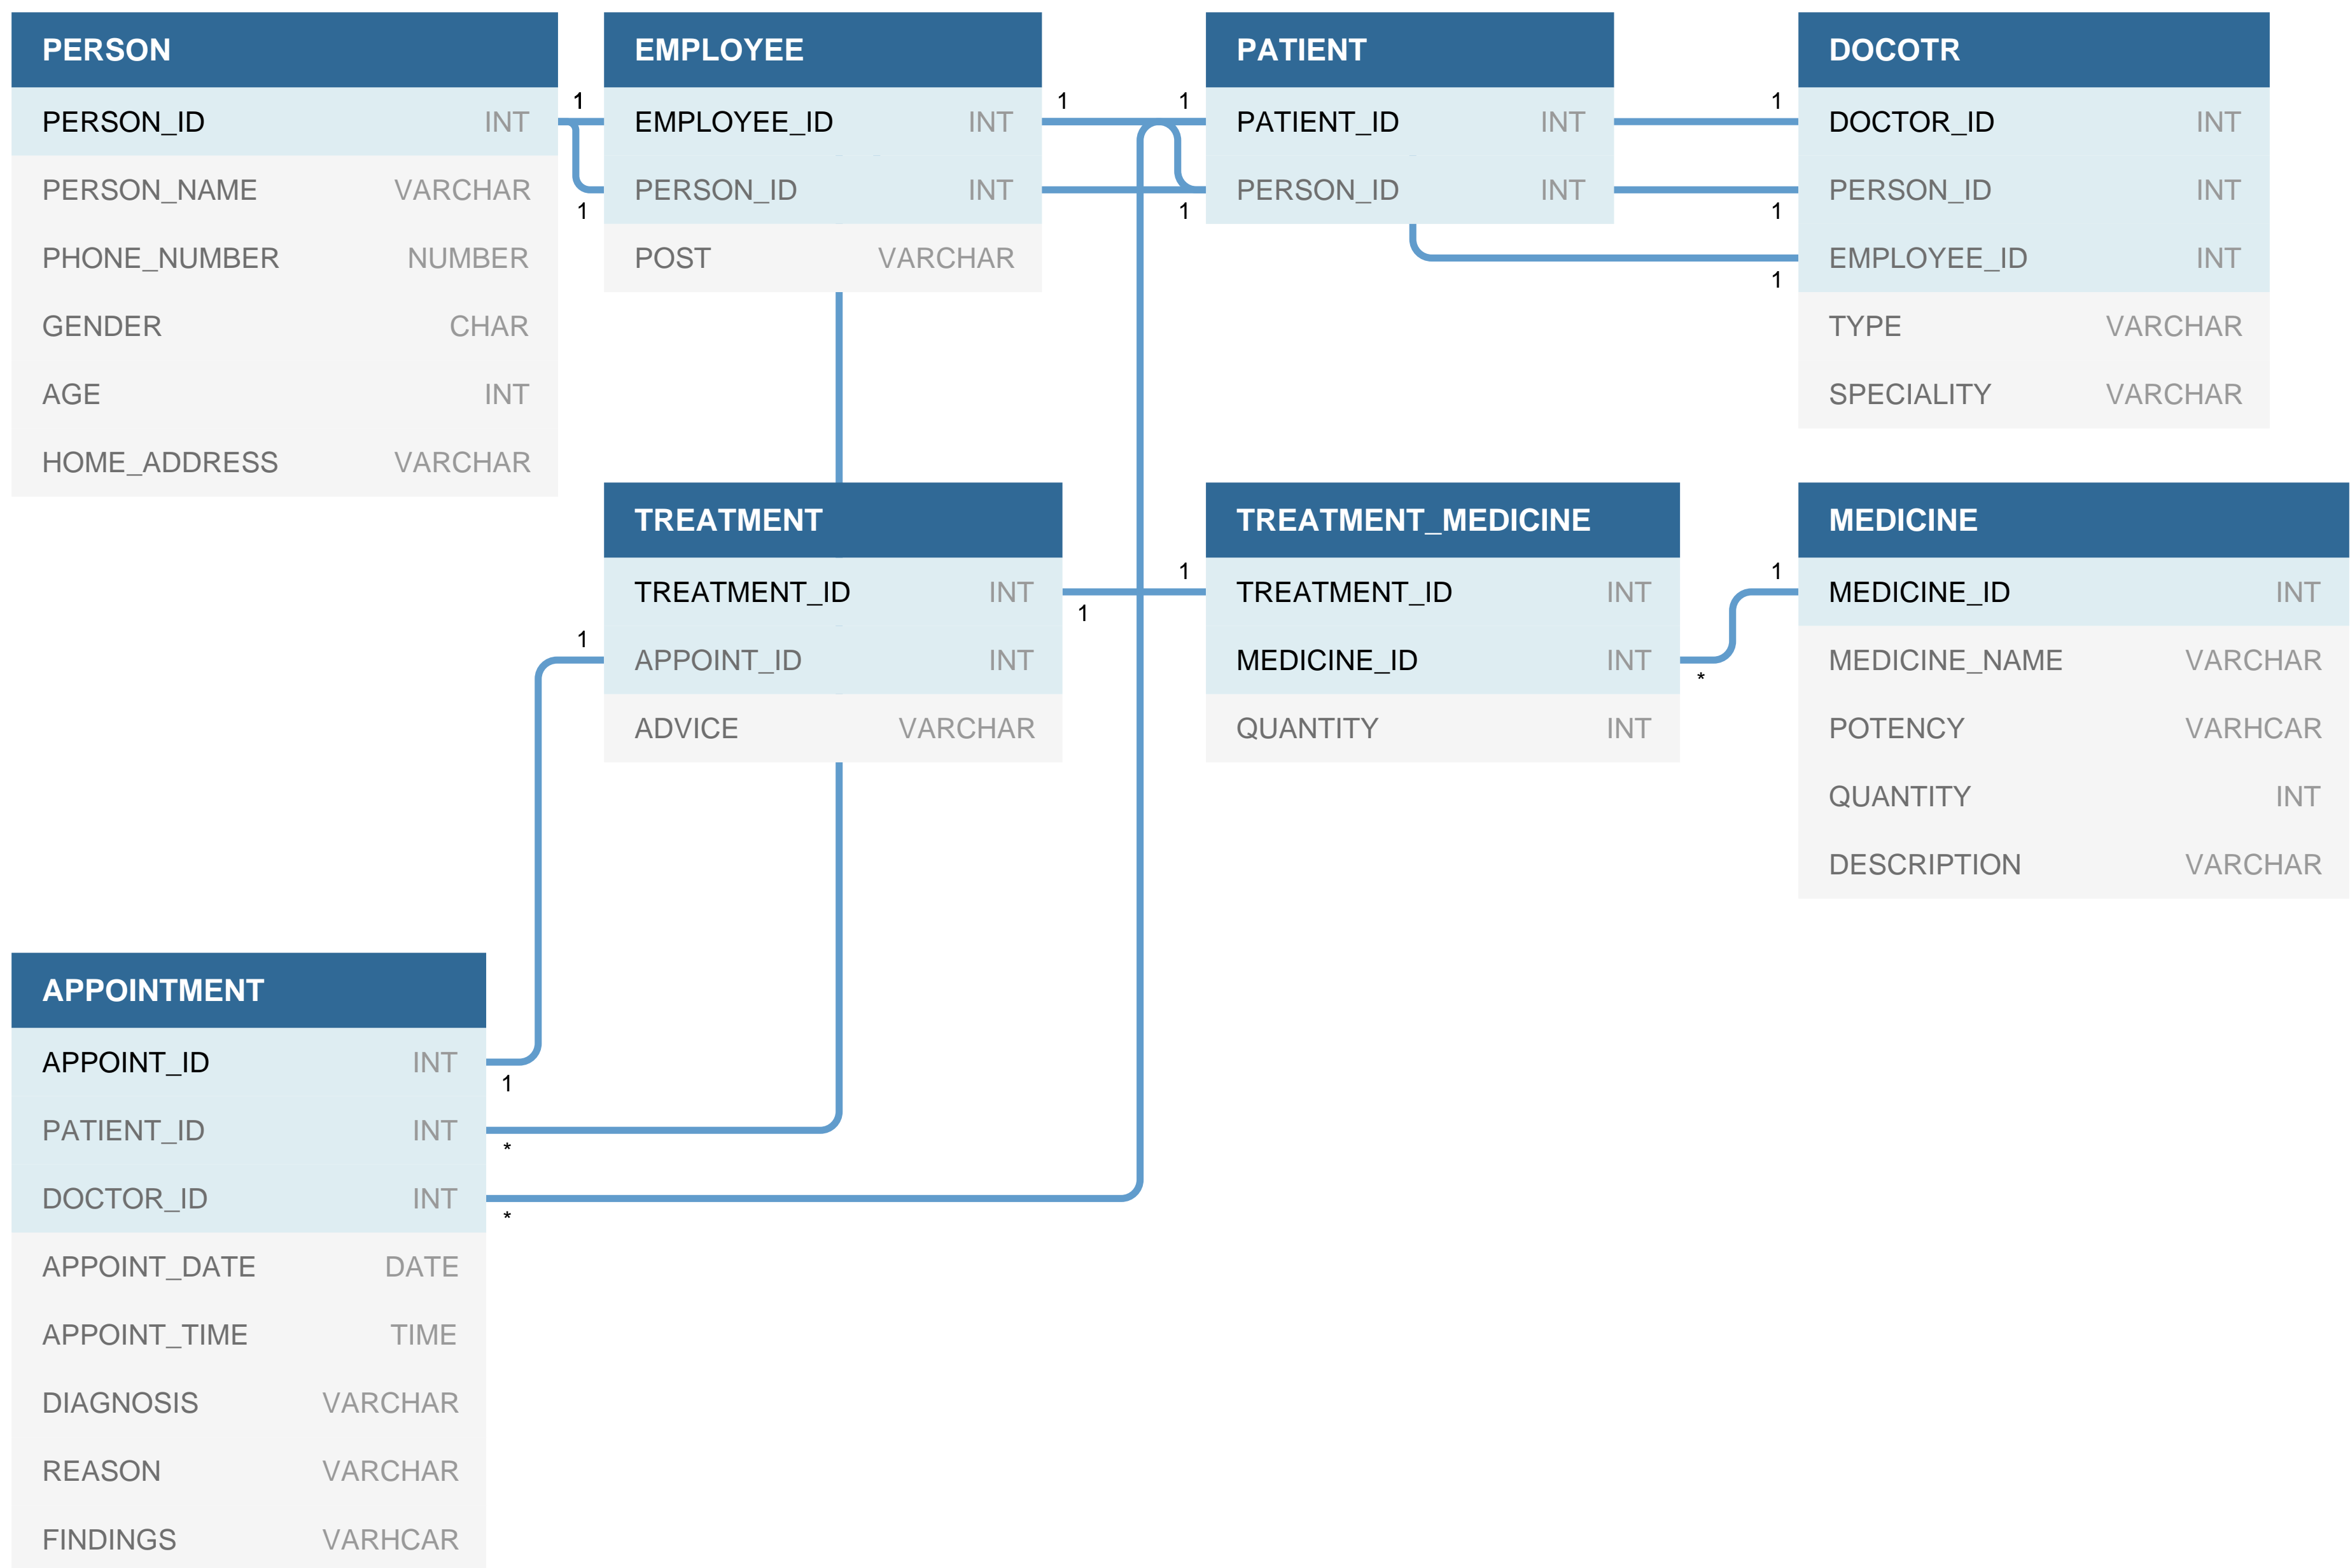 PERSON
PERSON_ID INT
PERSON_NAME VARCHAR
PHONE_NUMBER NUMBER
GENDER CHAR
AGE INT
HOME_ADDRESS VARCHAR
1
1
EMPLOYEE
EMPLOYEE_ID INT
PERSON_ID INT
POST VARCHAR
1
1
1
PATIENT
PATIENT_ID INT
PERSON_ID INT
1
1
1
DOCOTR
DOCTOR_ID INT
PERSON_ID INT
EMPLOYEE_ID INT
TYPE VARCHAR
SPECIALITY VARCHAR
1
TREATMENT
TREATMENT_ID INT
APPOINT_ID INT
ADVICE VARCHAR
1
1
TREATMENT_MEDICINE
TREATMENT_ID INT
MEDICINE_ID INT
QUANTITY INT
*
1
MEDICINE
MEDICINE_ID INT
MEDICINE_NAME VARCHAR
POTENCY VARHCAR
QUANTITY INT
DESCRIPTION VARCHAR
APPOINTMENT
APPOINT_ID INT
1
PATIENT_ID INT
*
DOCTOR_ID INT
*
APPOINT_DATE DATE
APPOINT_TIME TIME
DIAGNOSIS VARCHAR
REASON VARCHAR
FINDINGS VARHCAR